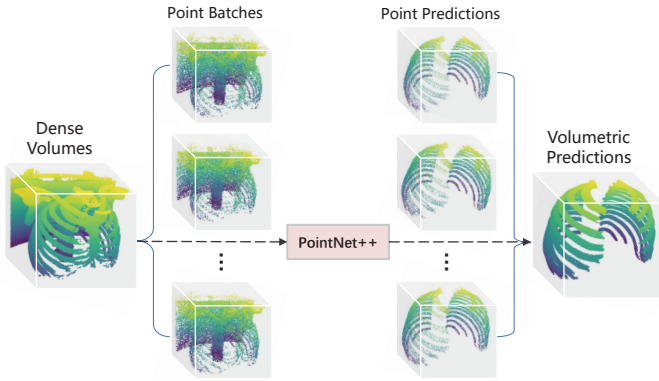 Point Batches
Point Predictions
Dense
Volumes
Volumetric
Predictions
PointNet++